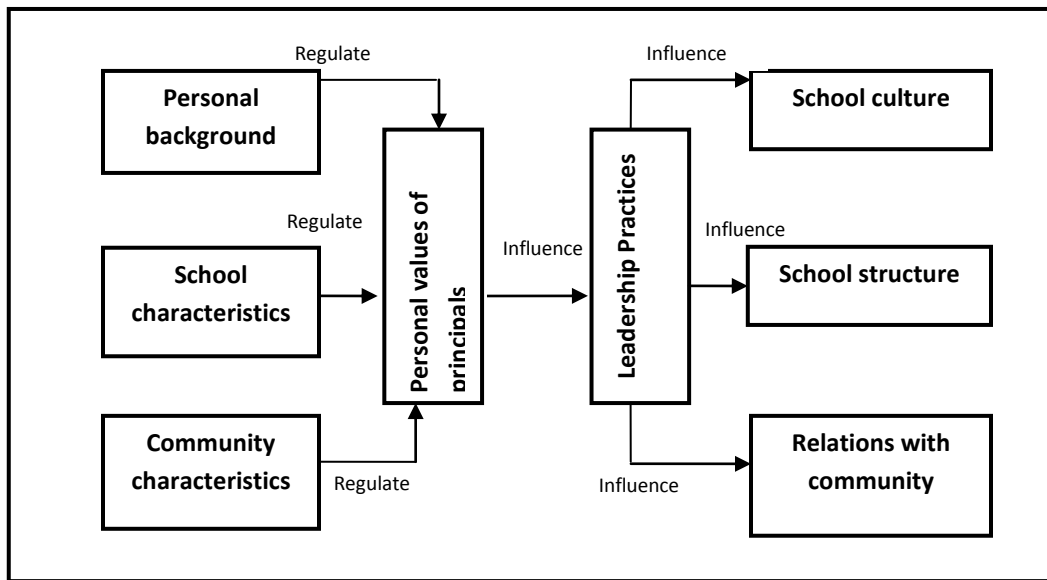 Regulate
Personal
background
Regulate
School
characteristics
Community
characteristics
Regulate
Personal values of
principals
Influence
Leadership Practices
Influence
School culture
Influence
School structure
Influence
Relations with
community